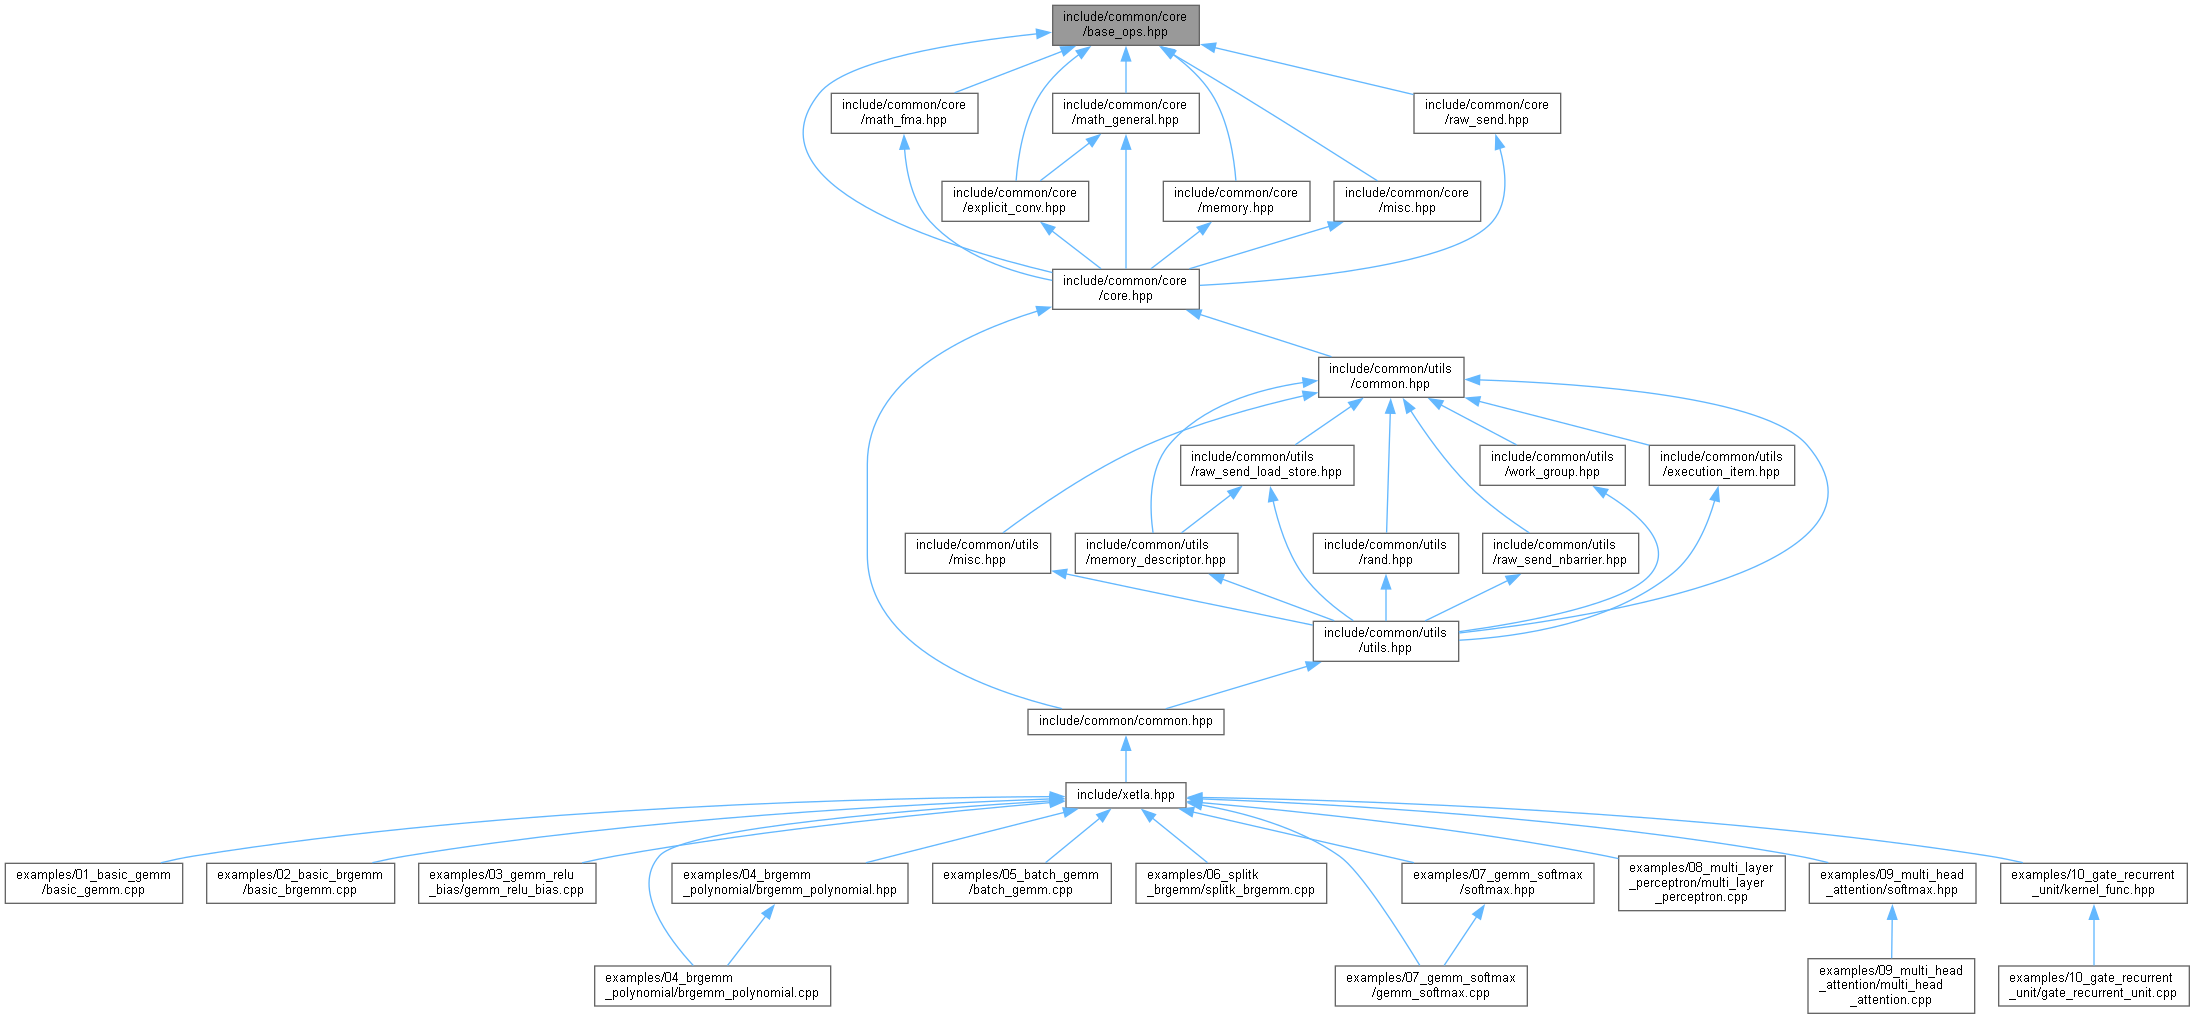 include/common/core
/base_ops.hpp
include/common/core
/math_fma.hpp
include/common/core
/math_general.hpp
include/common/core
/raw_send.hpp
include/common/core
/explicit_conv.hpp
include/common/core
/memory.hpp
include/common/core
/misc.hpp
include/common/core
/core.hpp
include/common/utils
/common.hpp
include/common/utils
/raw_send_load_store.hpp
include/common/utils
/work_group.hpp
include/common/utils
/execution_item.hpp
include/common/utils
/misc.hpp
include/common/utils
/memory_descriptor.hpp
include/common/utils
/rand.hpp
include/common/utils
/raw_send_nbarrier.hpp
include/common/utils
/utils.hpp
include/common/common.hpp
include/xetla.hpp
examples/01_basic_gemm
/basic_gemm.cpp
examples/02_basic_brgemm
/basic_brgemm.cpp
examples/03_gemm_relu
_bias/gemm_relu_bias.cpp
examples/04_brgemm
_polynomial/brgemm_polynomial.hpp
examples/05_batch_gemm
/batch_gemm.cpp
examples/06_splitk
_brgemm/splitk_brgemm.cpp
examples/07_gemm_softmax
/softmax.hpp
examples/08_multi_layer
_perceptron/multi_layer
_perceptron.cpp
examples/09_multi_head
_attention/softmax.hpp
examples/10_gate_recurrent
_unit/kernel_func.hpp
examples/04_brgemm
_polynomial/brgemm_polynomial.cpp
examples/07_gemm_softmax
/gemm_softmax.cpp
examples/09_multi_head
_attention/multi_head
_attention.cpp
examples/10_gate_recurrent
_unit/gate_recurrent_unit.cpp